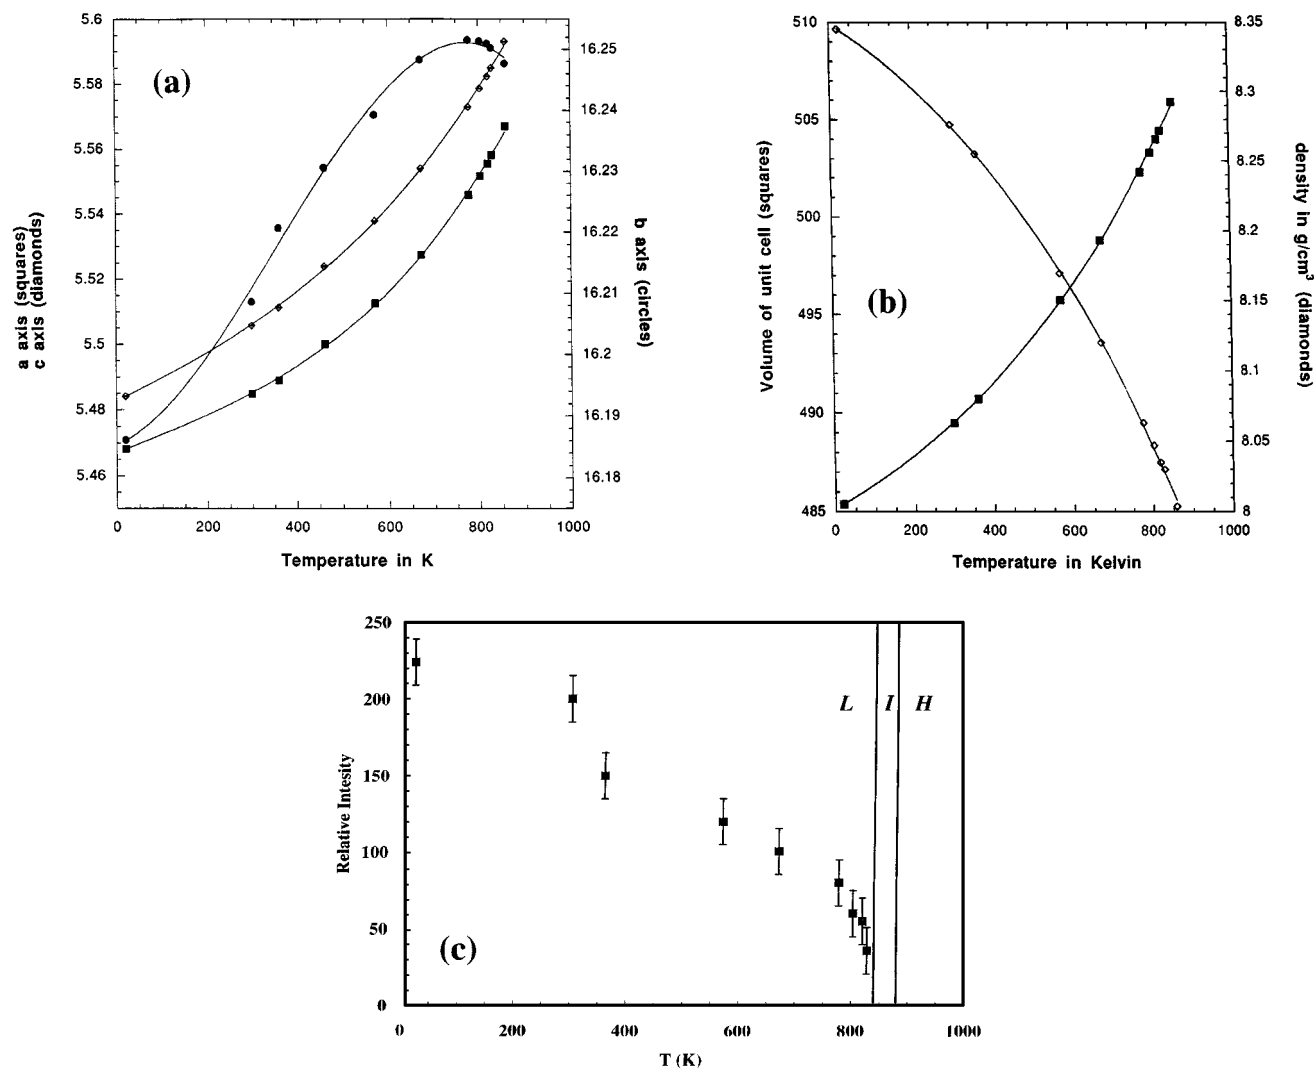 5.6
5.58
5.56
5.54
5.52
5.5
5.48
5.46
a axis (squares)
c axis (diamonds)
(a)
16.25
16.24
16.23
16.22
16.21
16.2
16.19
16.18
b axis (circles)
0 200 400 600 800 1000
Temperature in K
510
505
500
495
490
485
Volume of unit cell (squares)
(b)
8.35
8.3
8.25
8.2
8.15
8.1
8.05
8
density in g/cm³ (diamonds)
0 200 400 600 800 1000
Temperature in Kelvin
250
200
150
100
50
0
Relative Intesity
L I H
(c)
0 200 400 600 800 1000
T (K)